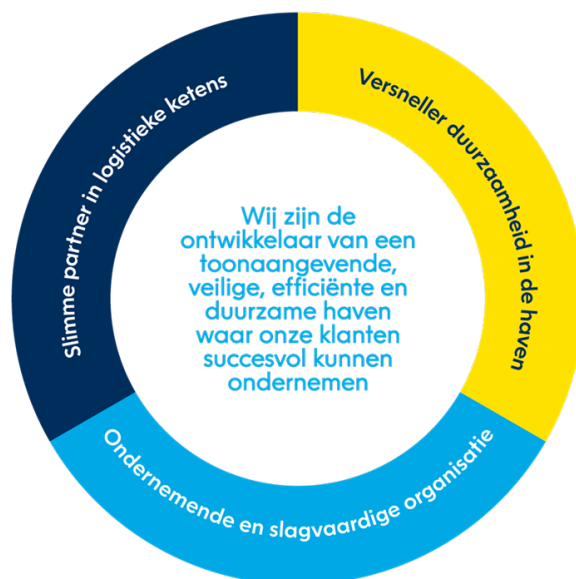 Slimme partner in logistieke ketens
Versneller duurzaamheid in de haven
Wij zijn de
ontwikkelaar van een
toonaangevende,
veilige, efficiënte en
duurzame haven
waar onze klanten
succesvol kunnen
ondernemen
Ondernemende en slagvaardige organisatie